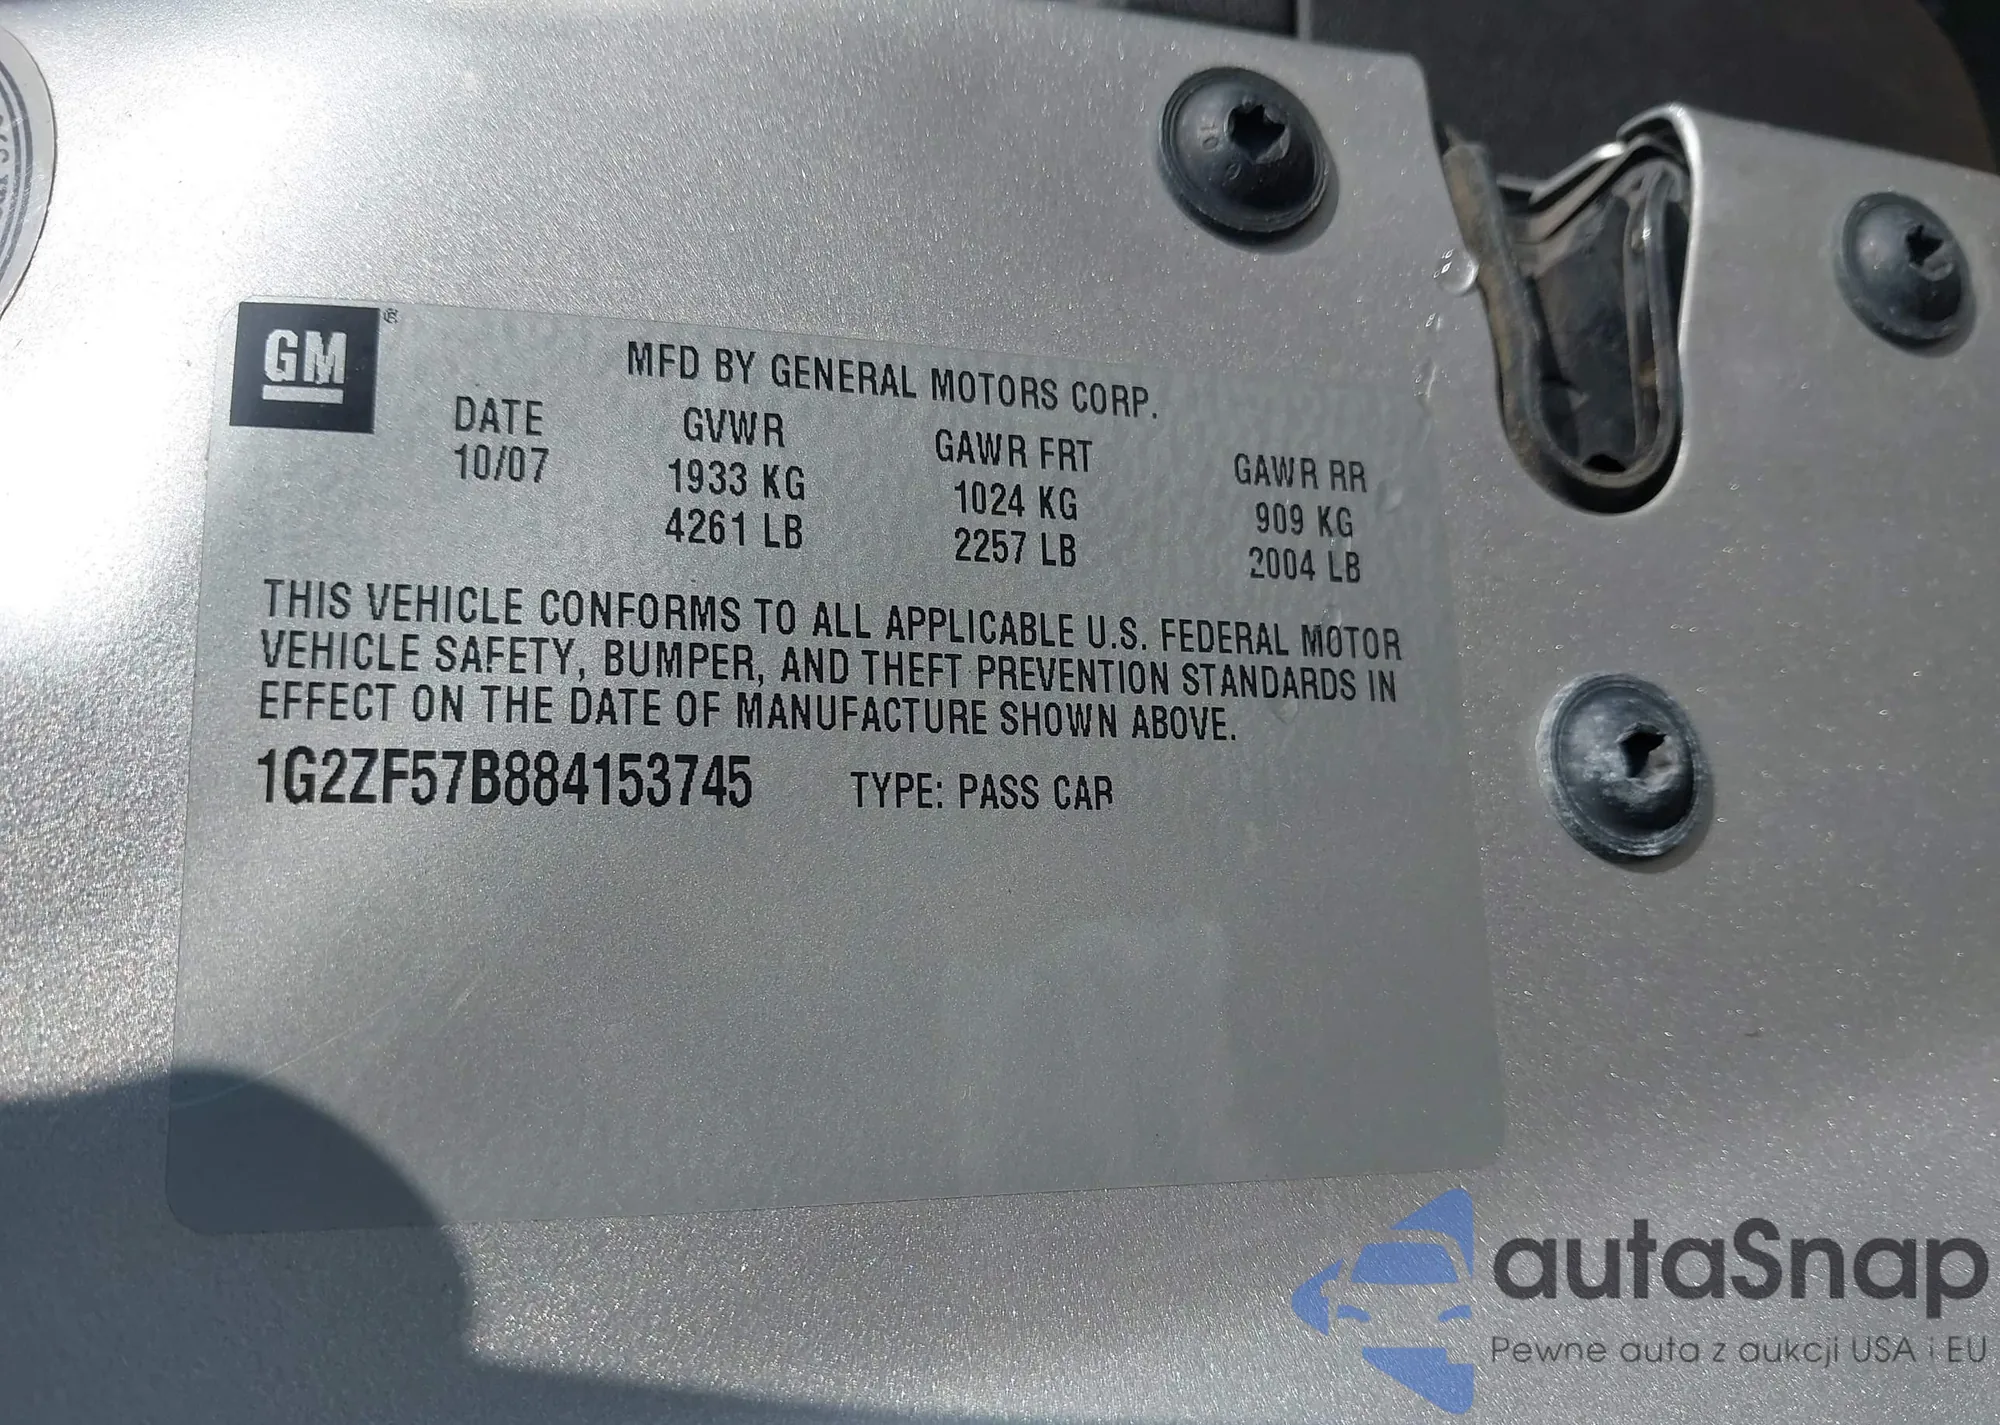 GM
MFD BY GENERAL MOTORS CORP.
DATE GVWR GAWR FRT GAWR RR
10/07 1933 KG 1024 KG 909 KG
4261 LB 2257 LB 2004 LB
THIS VEHICLE CONFORMS TO ALL APPLICABLE U.S. FEDERAL MOTOR
VEHICLE SAFETY, BUMPER, AND THEFT PREVENTION STANDARDS IN
EFFECT ON THE DATE OF MANUFACTURE SHOWN ABOVE.
1G2ZF57B884153745 TYPE: PASS CAR
autaSnap
Pewne auta z aukcji USA i EU